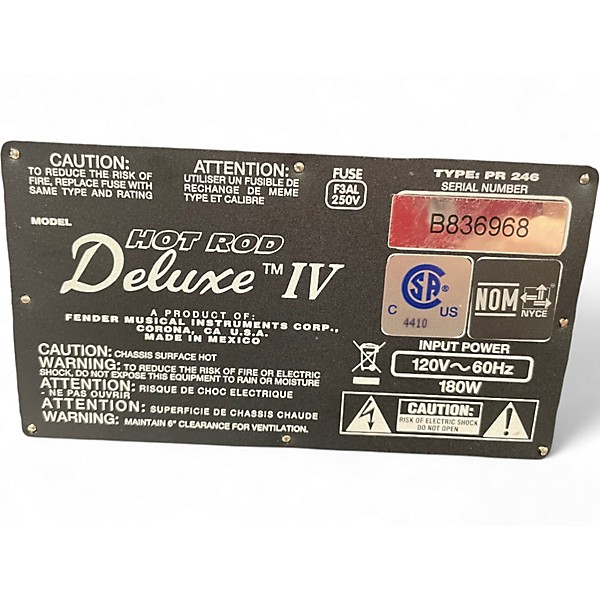 CAUTION:
TO REDUCE THE RISK OF
FIRE, REPLACE FUSE WITH
SAME TYPE AND RATING
ATTENTION:
UTILISER UN FUSIBLE DE
RECHANGE DE MEME
TYPE ET CALIBRE
FUSE
F3AL
250V
TYPE: PR 246
SERIAL NUMBER
B836968
MODEL
HOT ROD
Deluxe ™ IV
A PRODUCT OF:
FENDER MUSICAL INSTRUMENTS CORP.,
CORONA, CA U.S.A.
MADE IN MEXICO
C SA US
4410
NOM
NYCE
INPUT POWER
120V～60Hz
180W
CAUTION: CHASSIS SURFACE HOT
WARNING: TO REDUCE THE RISK OF FIRE OR ELECTRIC
SHOCK, DO NOT EXPOSE THIS EQUIPMENT TO RAIN OR MOISTURE
ATTENTION: RISQUE DE CHOC ELECTRIQUE
- NE PAS OUVRIR
ATTENTION: SUPERFICIE DE CHASSIS CHAUDE
WARNING: MAINTAIN 6" CLEARANCE FOR VENTILATION.
CAUTION:
RISK OF ELECTRIC SHOCK
DO NOT OPEN